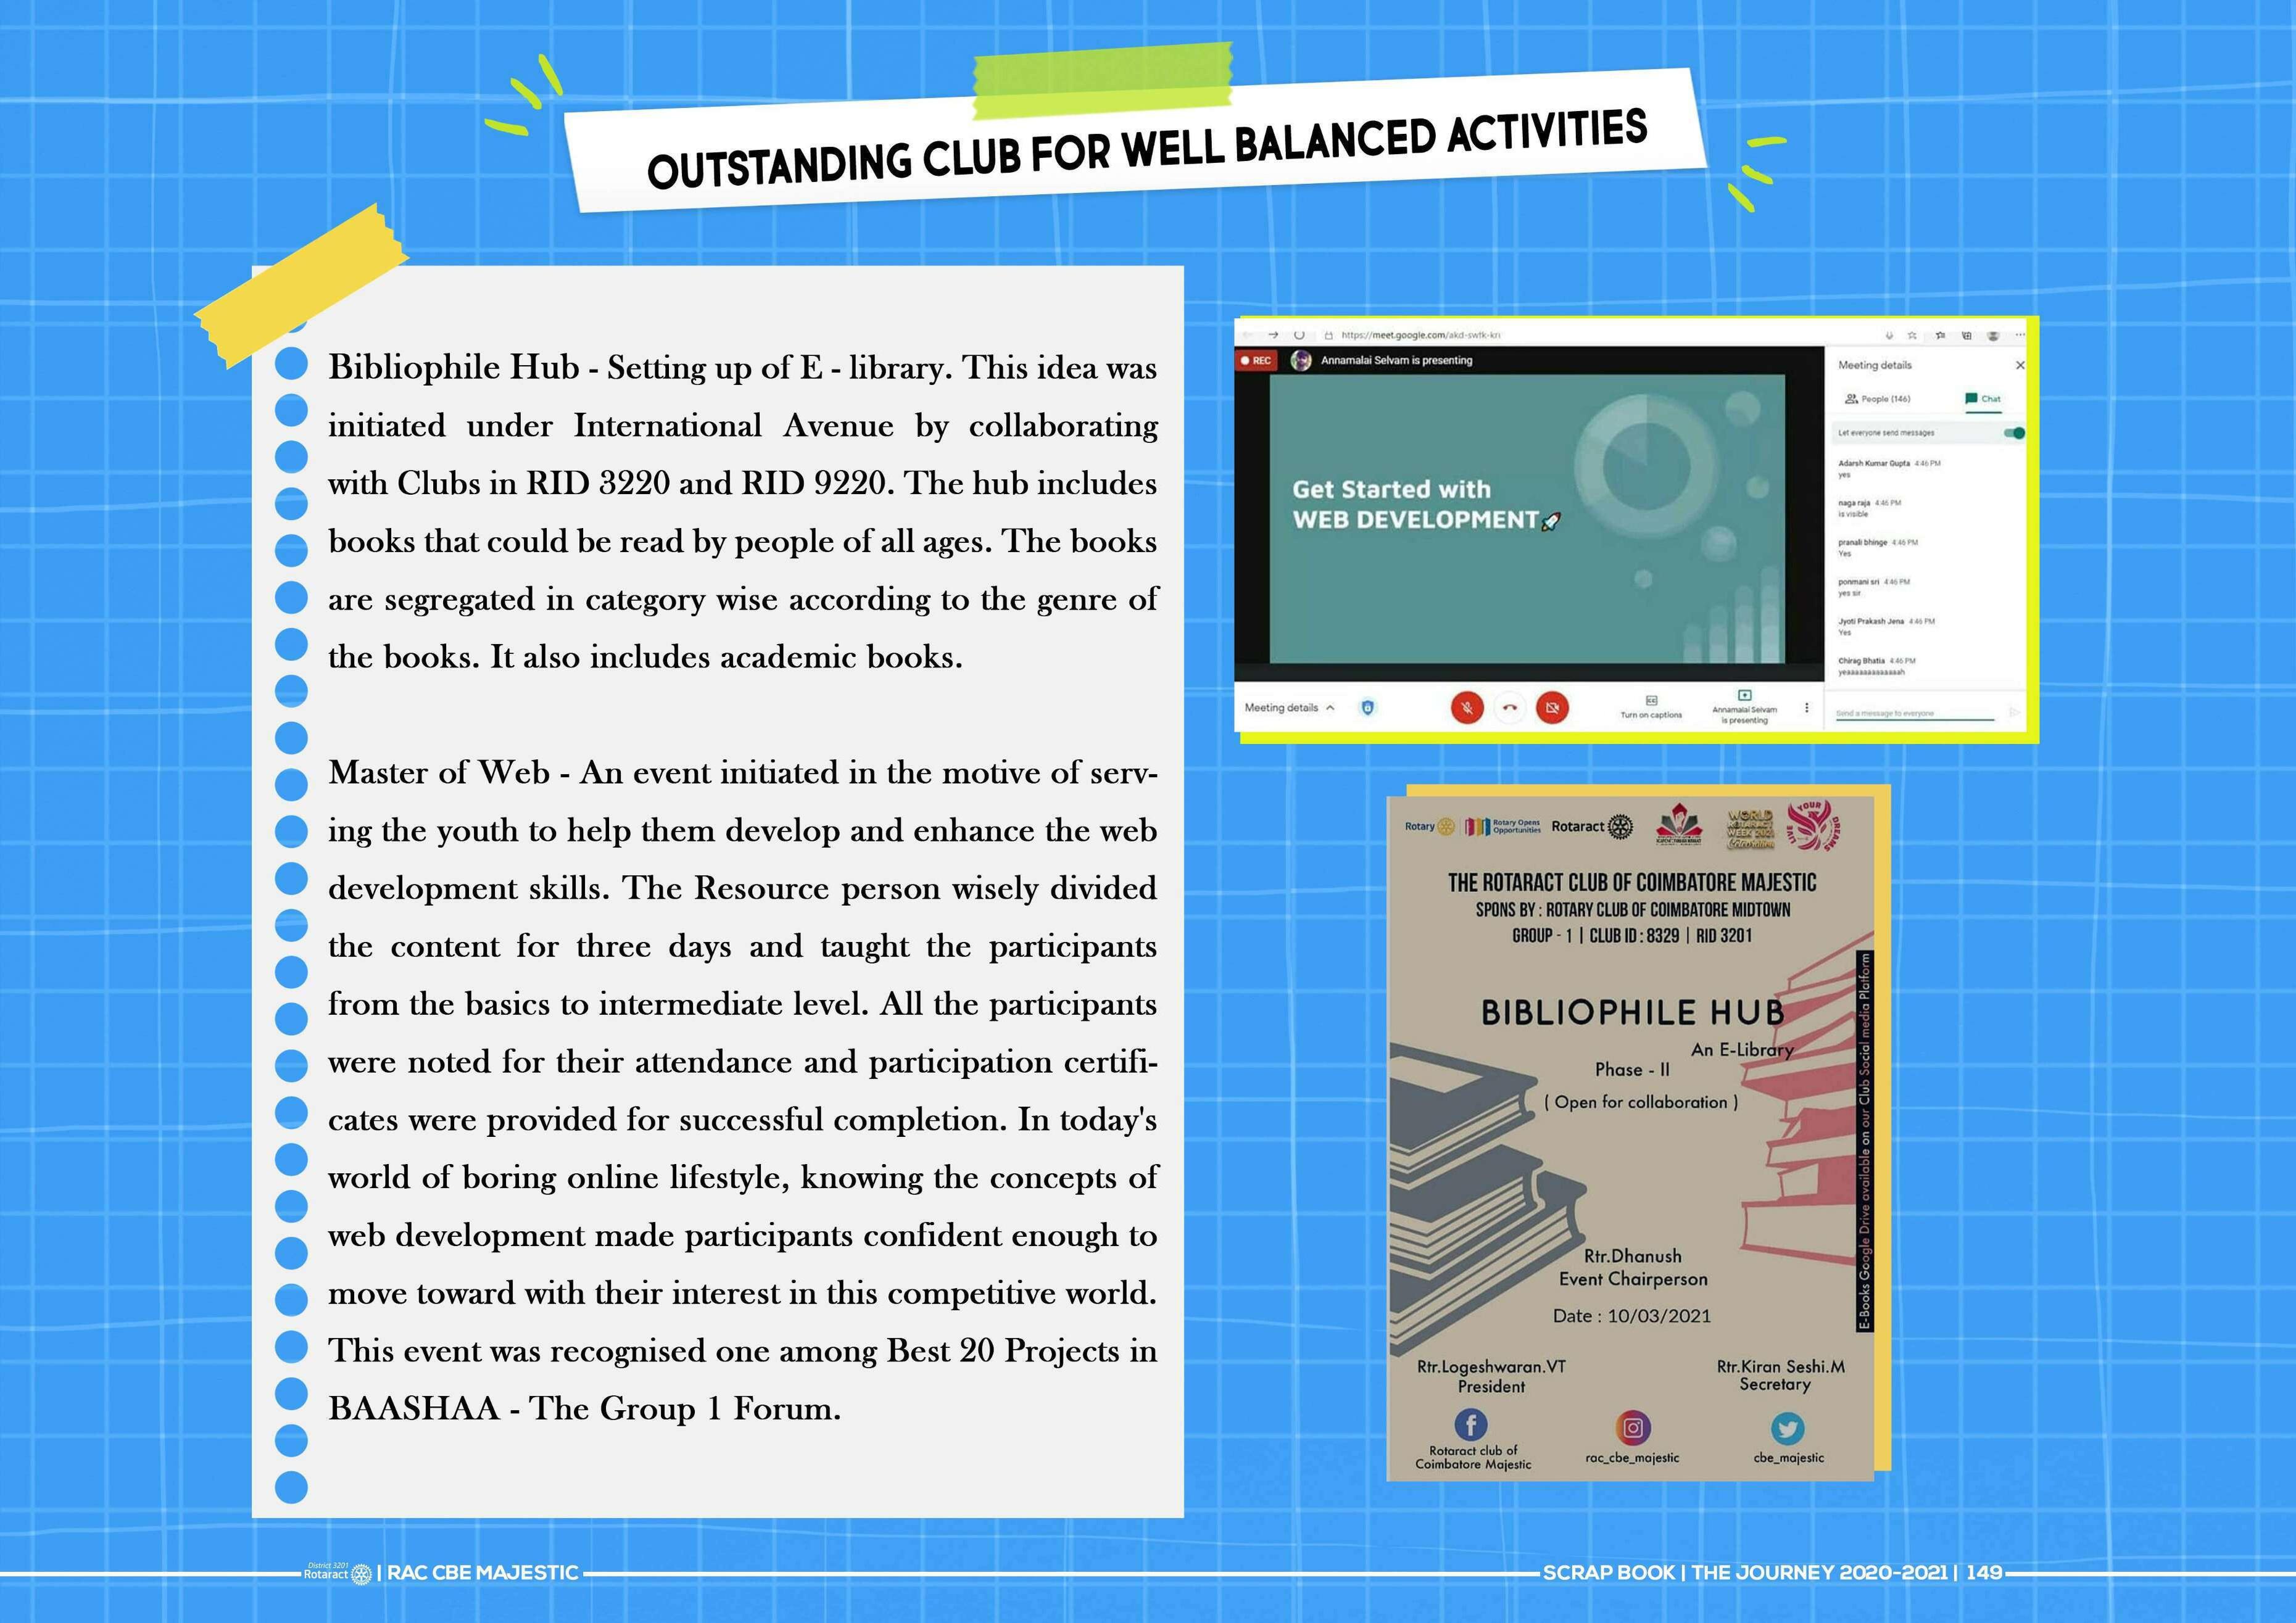 OUTSTANDING CLUB FOR WELL BALANCED ACTIVITIES
Bibliophile Hub - Setting up of E - library. This idea was
initiated under International Avenue by collaborating
with Clubs in RID 3220 and RID 9220. The hub includes
books that could be read by people of all ages. The books
are segregated in category wise according to the genre of
the books. It also includes academic books.
Master of Web - An event initiated in the motive of serv-
ing the youth to help them develop and enhance the web
development skills. The Resource person wisely divided
the content for three days and taught the participants
from the basics to intermediate level. All the participants
were noted for their attendance and participation certifi-
cates were provided for successful completion. In today's
world of boring online lifestyle, knowing the concepts of
web development made participants confident enough to
move toward with their interest in this competitive world.
This event was recognised one among Best 20 Projects in
BAASHAA - The Group 1 Forum.
https://meet.google.com/akd-swfk-kri
REC
Annamalai Selvam is presenting
Get Started with
WEB DEVELOPMENT
Meeting details
People (146)
Chat
Let everyone send messages
Adarsh Kumar Gupta 4:46 PM
yes
naga raja 4:46 PM
is visible
pranali bhinge 4:46 PM
Yes
ponmani sri 4:46 PM
yes sir
Jyoti Prakash Jena 4:46 PM
Yes
Chirag Bhatia 4:46 PM
yeaaaaaaaaaaaaah
Send a message to everyone
Meeting details
Turn on captions
Annamalai Selvam
is presenting
Rotary
Rotary Opens
Opportunities
Rotaract
WORLD
ROTARACT
WEEK 2021
Celebration
LIVE YOUR DREAMS
THE ROTARACT CLUB OF COIMBATORE MAJESTIC
SPONS BY : ROTARY CLUB OF COIMBATORE MIDTOWN
GROUP - 1 | CLUB ID : 8329 | RID 3201
BIBLIOPHILE HUB
An E-Library
Phase - II
( Open for collaboration )
E-Books Google Drive available on our Club Social media Platform
Rtr.Dhanush
Event Chairperson
Date : 10/03/2021
Rtr.Logeshwaran.VT
President
Rtr.Kiran Seshi.M
Secretary
Rotaract club of
Coimbatore Majestic
rac_cbe_majestic
cbe_majestic
District 3201
Rotaract
| RAC CBE MAJESTIC
SCRAP BOOK | THE JOURNEY 2020-2021 | 149